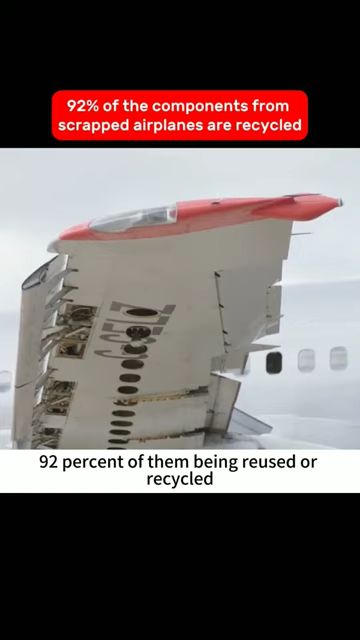 92% of the components from
scrapped airplanes are recycled
92 percent of them being reused or
recycled